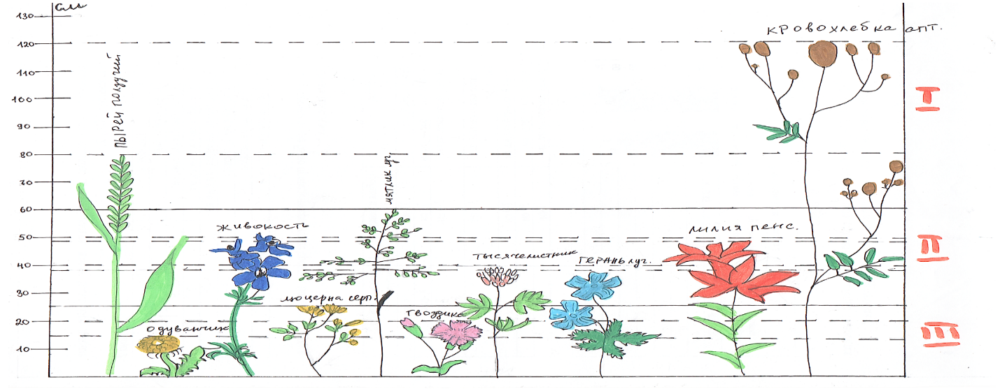 см
130
120
110
100
90
80
70
60
50
40
30
20
10
пырей ползучий
одуванчик
живокость
люцерна серп.
мятлик луг.
гвоздика
тысячелистник
герань луг.
лилия пенс.
кровохлебка апт.
I
II
III